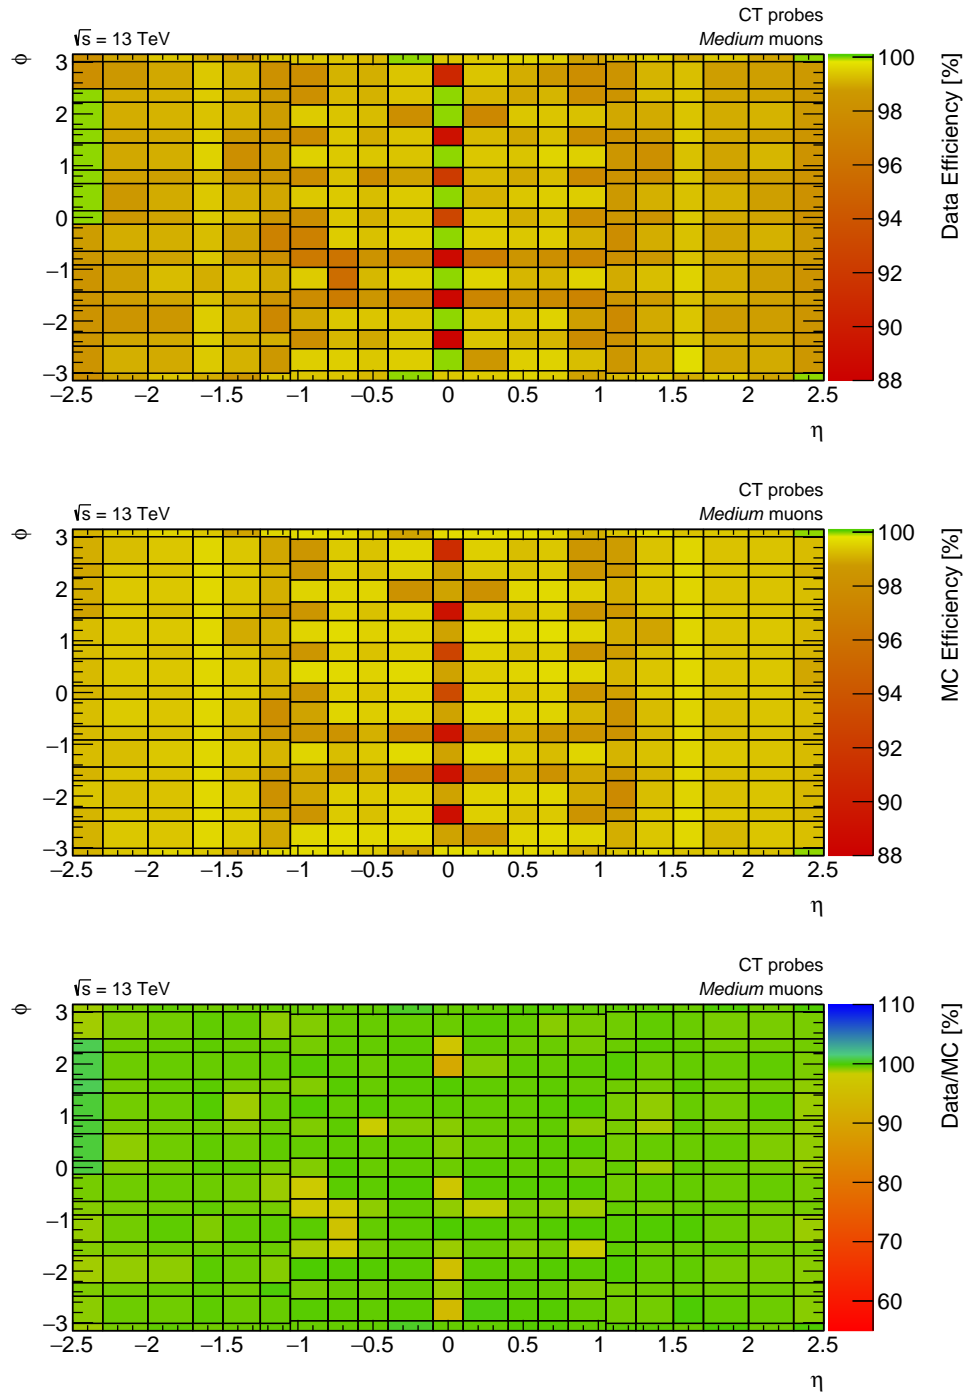 CT probes
√s = 13 TeV
Medium muons
ϕ
3
2
1
0
−1
−2
−3
−2.5 −2 −1.5 −1 −0.5 0 0.5 1 1.5 2 2.5
η
100
98
96
94
92
90
88
Data Efficiency [%]
CT probes
√s = 13 TeV
Medium muons
ϕ
3
2
1
0
−1
−2
−3
−2.5 −2 −1.5 −1 −0.5 0 0.5 1 1.5 2 2.5
η
100
98
96
94
92
90
88
MC Efficiency [%]
CT probes
√s = 13 TeV
Medium muons
ϕ
3
2
1
0
−1
−2
−3
−2.5 −2 −1.5 −1 −0.5 0 0.5 1 1.5 2 2.5
η
110
100
90
80
70
60
Data/MC [%]